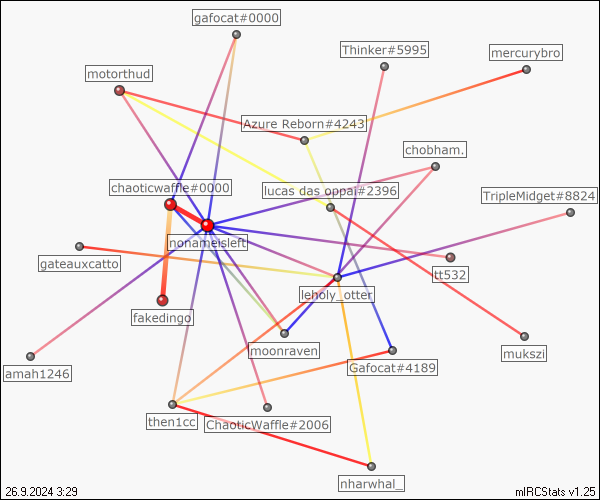 gafocat#0000
Thinker#5995
mercurybro
motorthud
Azure Reborn#4243
chobham.
chaoticwaffle#0000
lucas das oppai#2396
TripleMidget#8824
nonameisleft
gateauxcatto
tt532
leholy_otter
fakedingo
moonraven
mukszi
amah1246
Gafocat#4189
then1cc
ChaoticWaffle#2006
nharwhal_
26.9.2024 3:29
mIRCStats v1.25